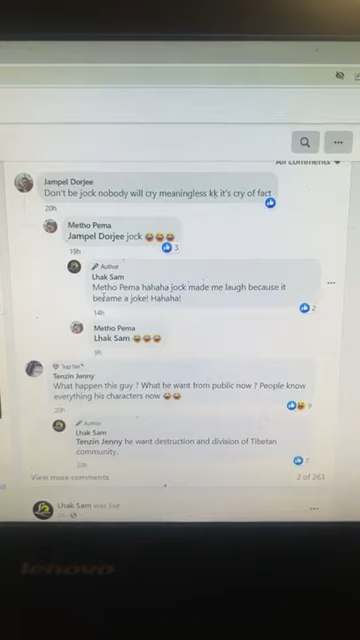 All comments
Jampel Dorjee
Don't be jock nobody will cry meaningless kk it's cry of fact
20h
Metho Pema
Jampel Dorjee jock 😂😂😂
3
19h
Author
Lhak Sam
Metho Pema hahaha jock made me laugh because it
became a joke! Hahaha!
2
14h
Metho Pema
Lhak Sam 😂😂😂
9h
Top fan
Tenzin Jenny
What happen this guy ? What he want from public now ? People know
everything his characters now 😂😂
20h
9
Author
Lhak Sam
Tenzin Jenny he want destruction and division of Tibetan
community.
20h
7
View more comments
2 of 263
Lhak Sam was live
lenovo